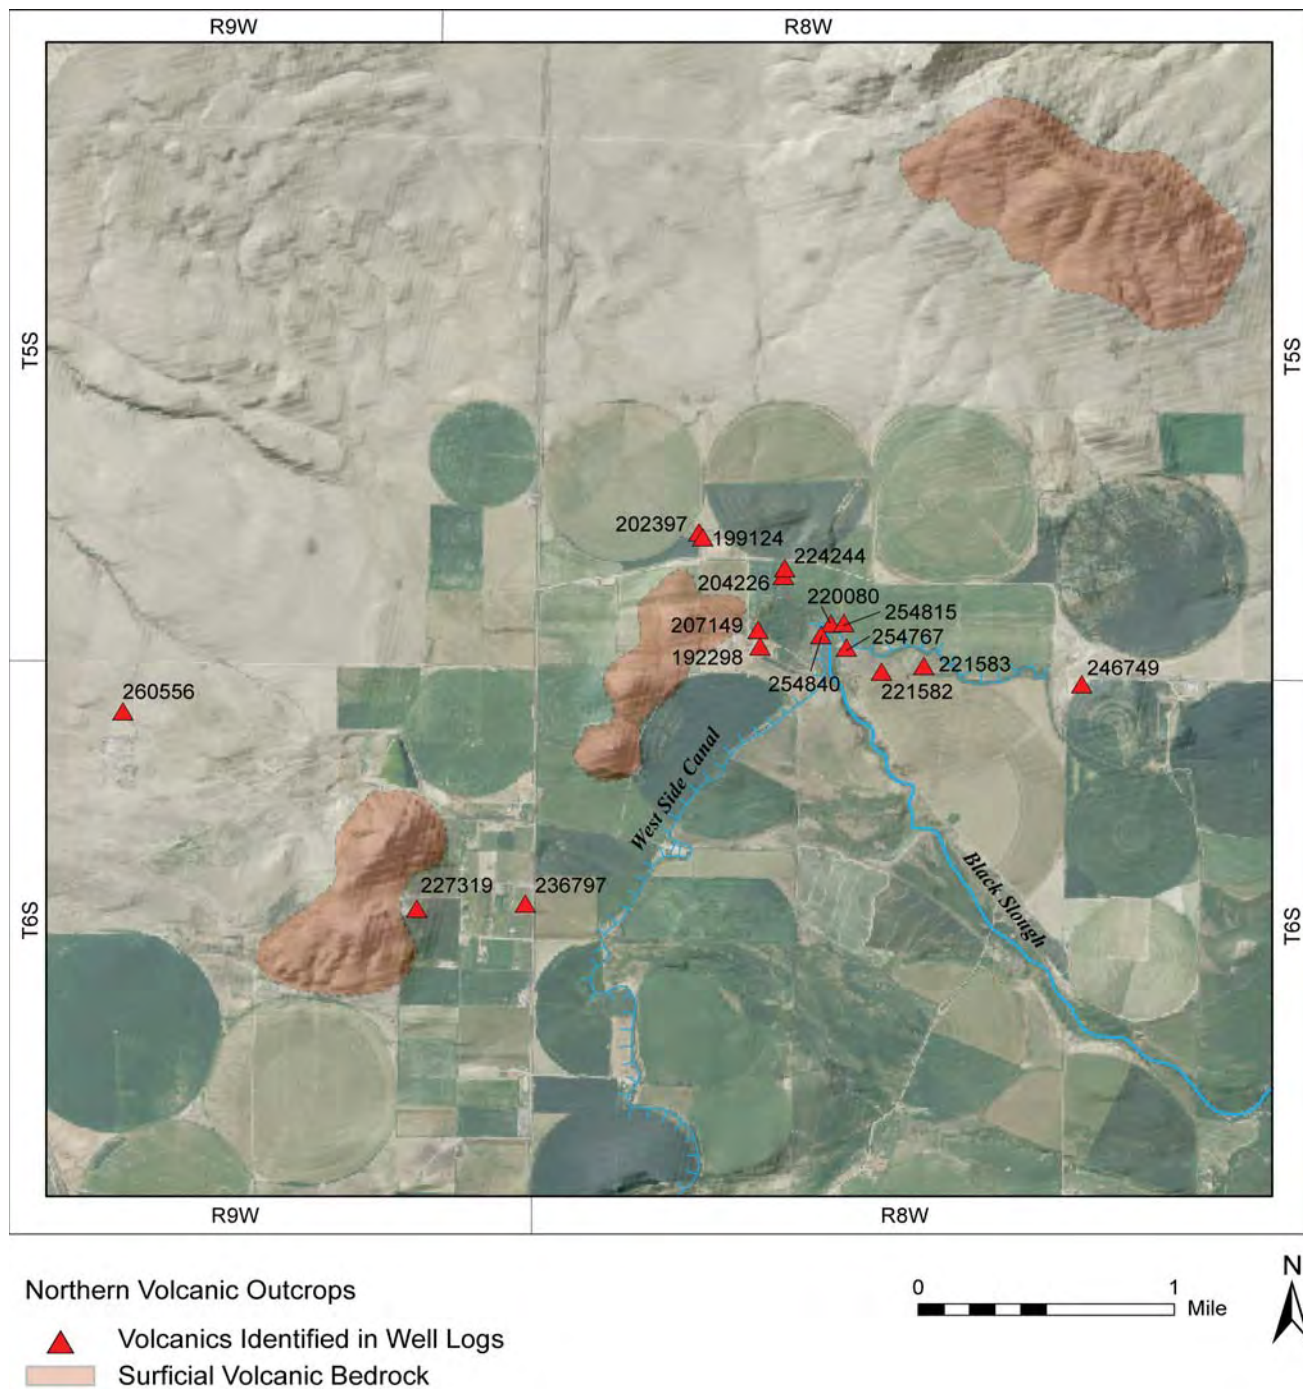 R9W
R8W
T5S
T5S
202397
199124
224244
204226
220080
254815
207149
254767
192298
221583
246749
254840
221582
260556
West Side Canal
Black Slough
227319
236797
T6S
T6S
R9W
R8W
Northern Volcanic Outcrops
0
1
Mile
N
Volcanics Identified in Well Logs
Surficial Volcanic Bedrock